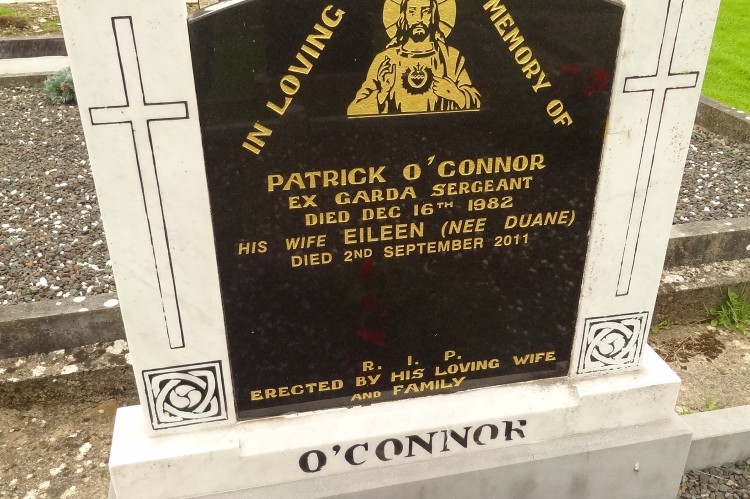 IN LOVING MEMORY OF
PATRICK O'CONNOR
EX GARDA SERGEANT
DIED DEC 16TH 1982
HIS WIFE EILEEN (NEE DUANE)
DIED 2ND SEPTEMBER 2011
R. I. P.
ERECTED BY HIS LOVING WIFE
AND FAMILY
O'CONNOR